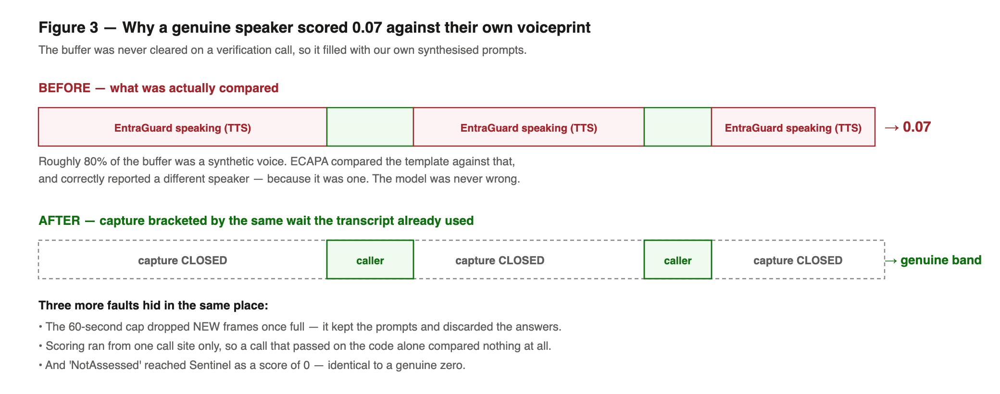 Figure 3 — Why a genuine speaker scored 0.07 against their own voiceprint
The buffer was never cleared on a verification call, so it filled with our own synthesised prompts.
BEFORE — what was actually compared
EntraGuard speaking (TTS)
EntraGuard speaking (TTS)
EntraGuard speaking (TTS)
→ 0.07
Roughly 80% of the buffer was a synthetic voice. ECAPA compared the template against that,
and correctly reported a different speaker — because it was one. The model was never wrong.
AFTER — capture bracketed by the same wait the transcript already used
capture CLOSED
caller
capture CLOSED
caller
capture CLOSED
→ genuine band
Three more faults hid in the same place:
• The 60-second cap dropped NEW frames once full — it kept the prompts and discarded the answers.
• Scoring ran from one call site only, so a call that passed on the code alone compared nothing at all.
• And 'NotAssessed' reached Sentinel as a score of 0 — identical to a genuine zero.